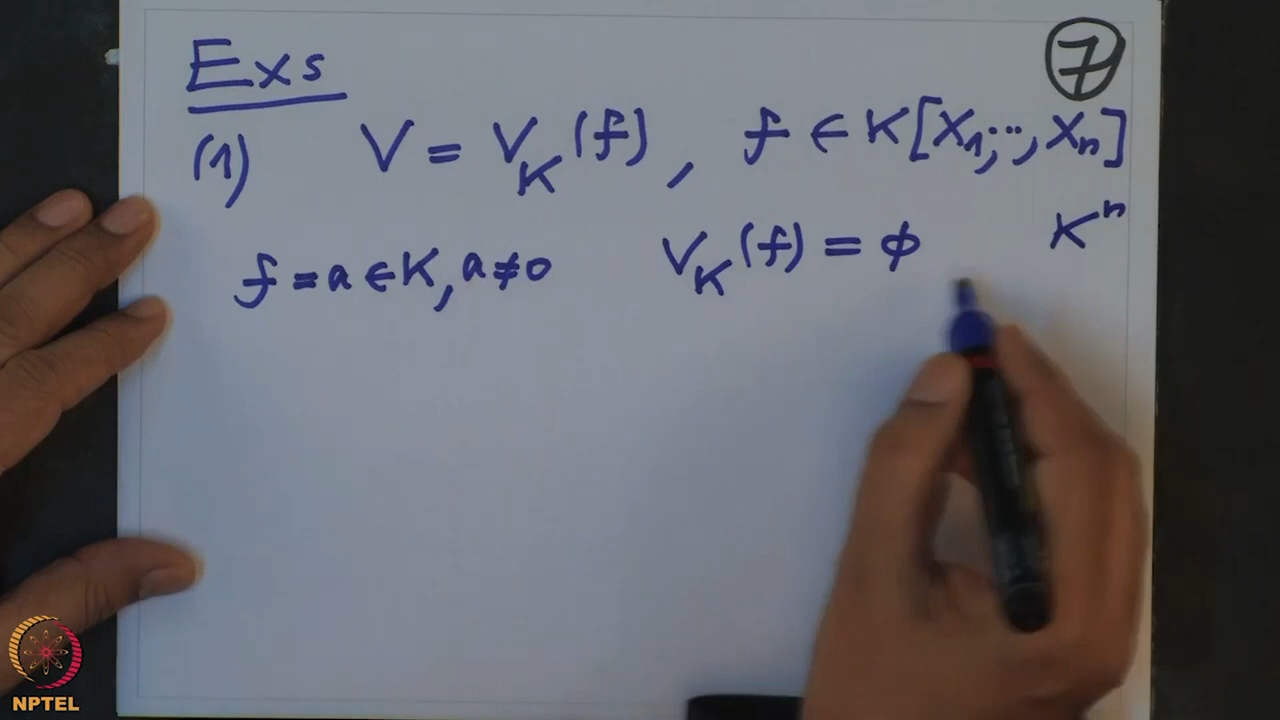 Exs
7
(1) V = V_K(f), f ∈ K[X_1,..,X_n]
f = a ∈ K, a ≠ 0 V_K(f) = ϕ K^n
NPTEL